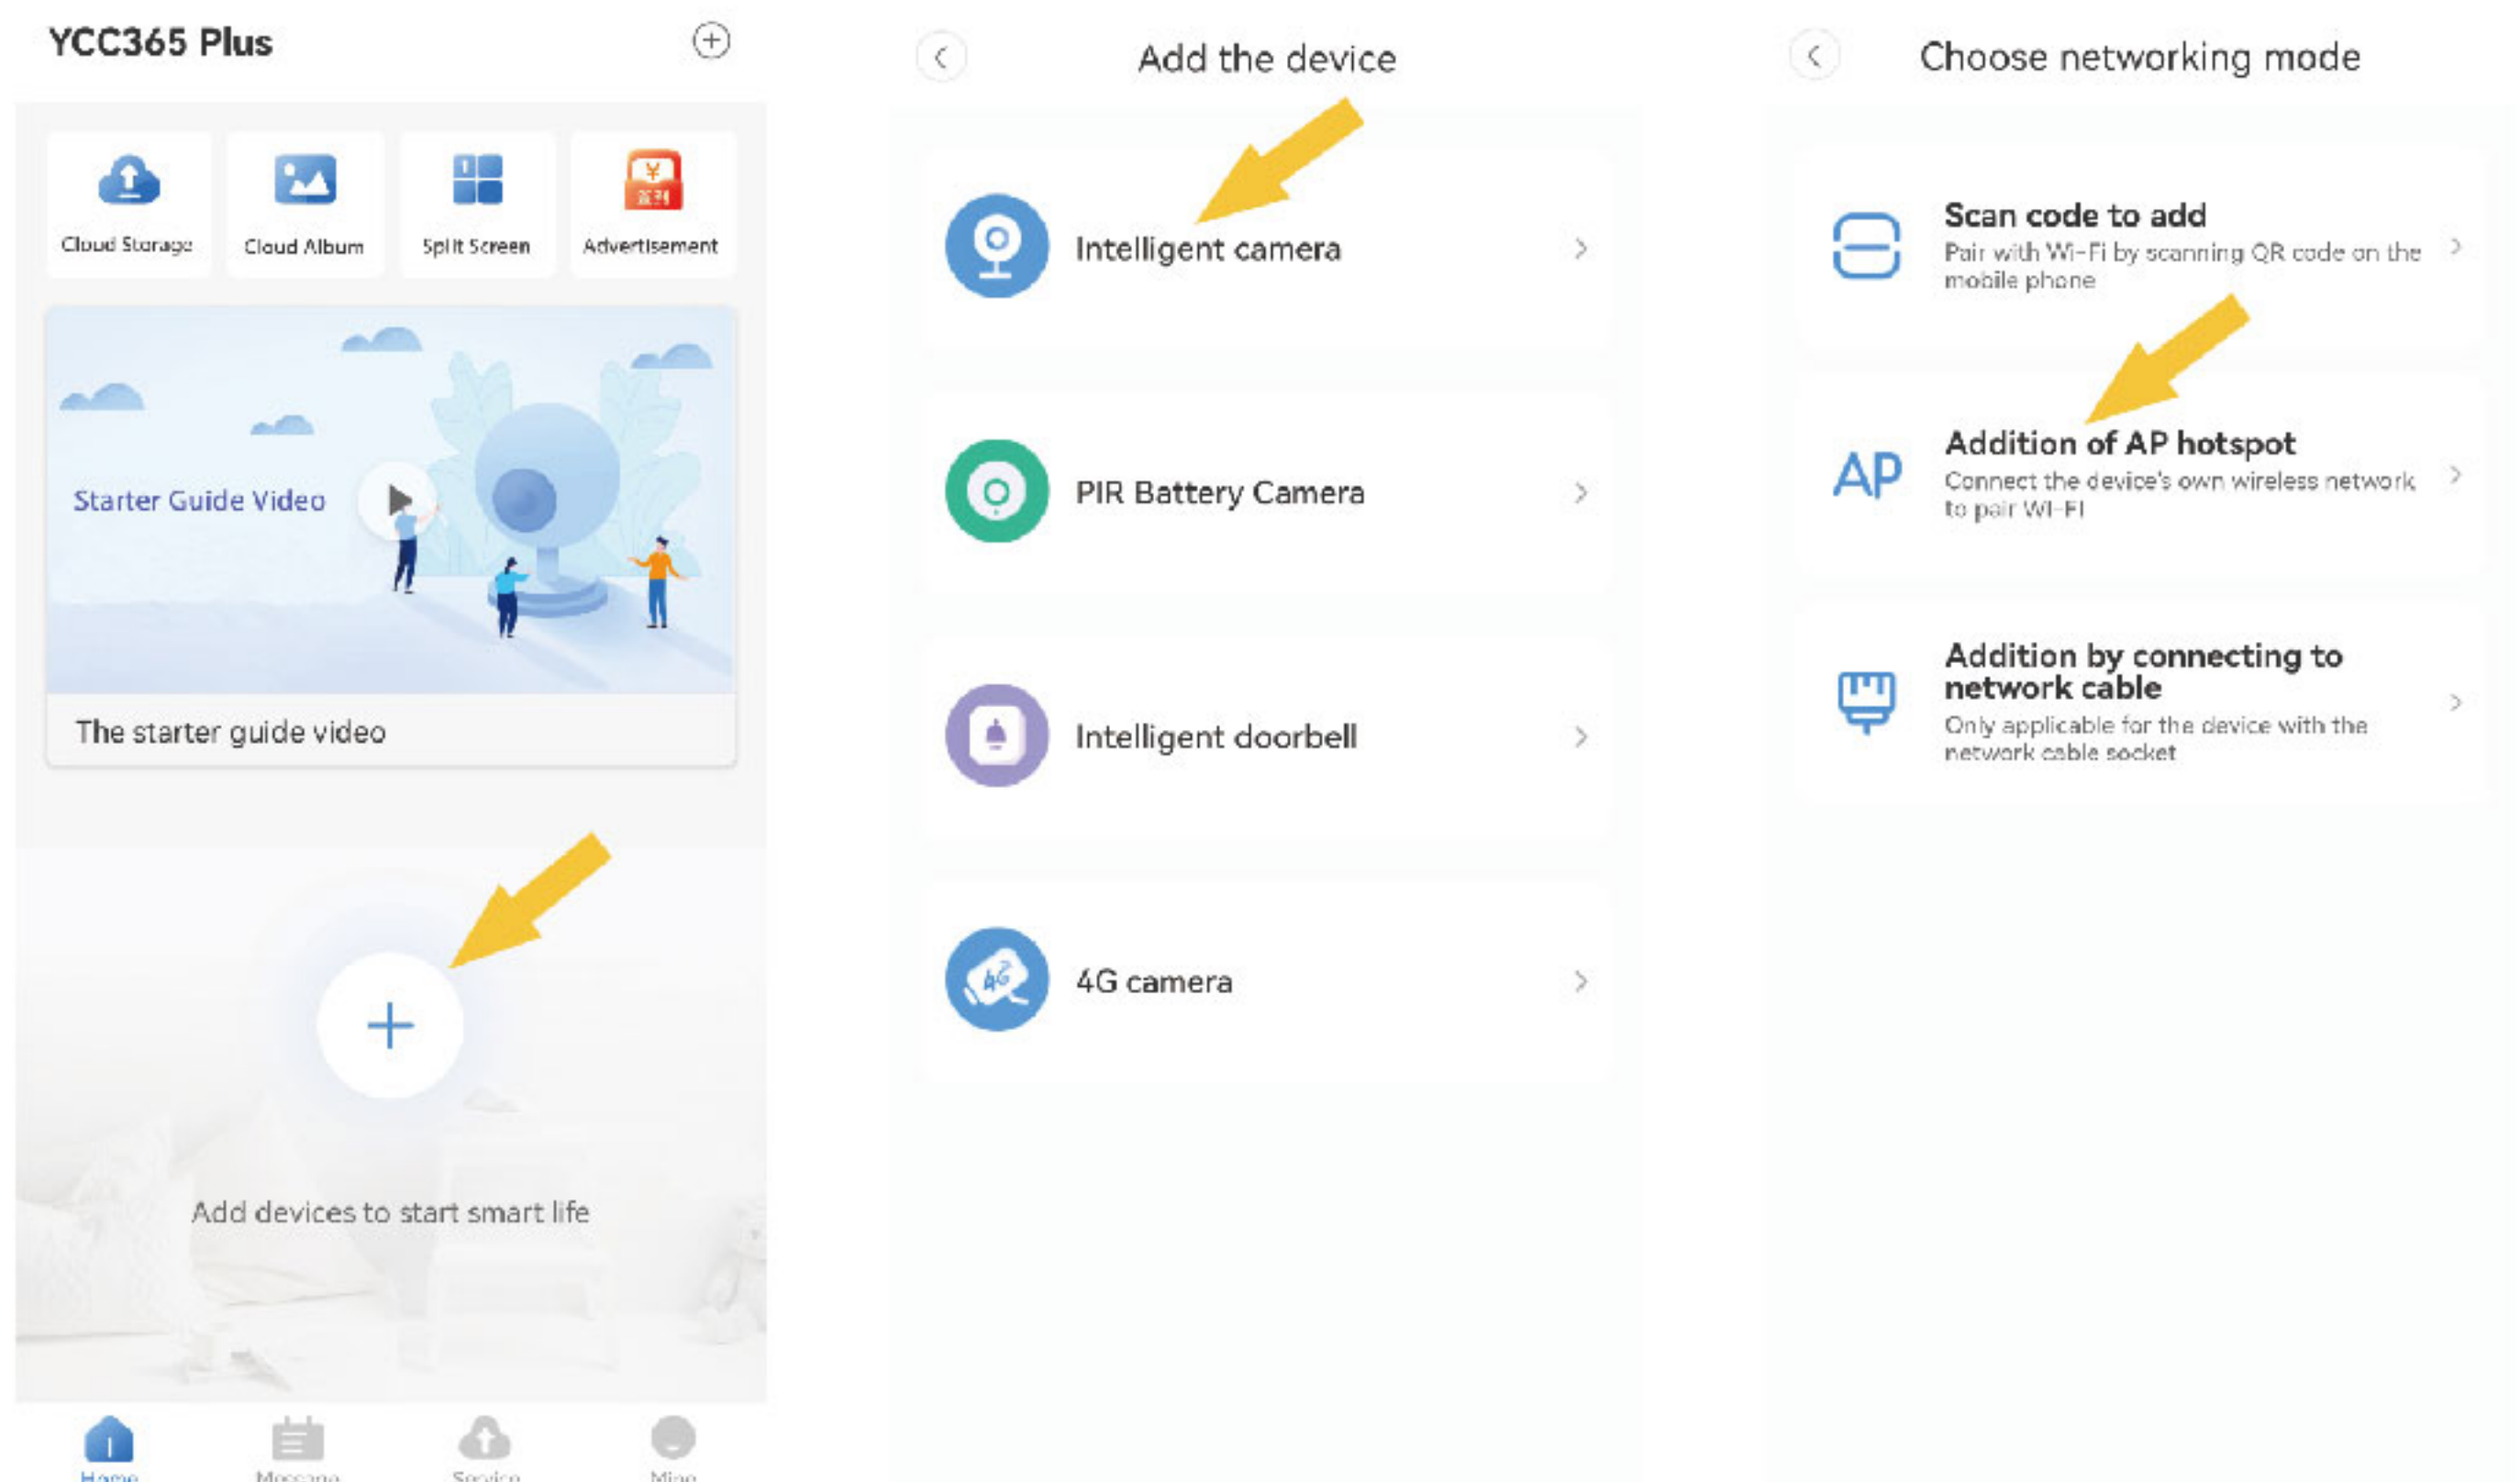 YCC365 Plus
Cloud Storage
Cloud Album
Split Screen
Advertisement
Starter Guide Video
The starter guide video
Add devices to start smart life
Home
Message
Service
Mine
Add the device
Intelligent camera
PIR Battery Camera
Intelligent doorbell
4G
4G camera
Choose networking mode
Scan code to add
Pair with Wi-Fi by scanning QR code on the
mobile phone
AP
Addition of AP hotspot
Connect the device's own wireless network
to pair WI-FI
Addition by connecting to
network cable
Only applicable for the device with the
network cable socket